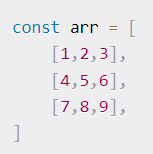 const arr = [
    [1,2,3],
    [4,5,6],
    [7,8,9],
]